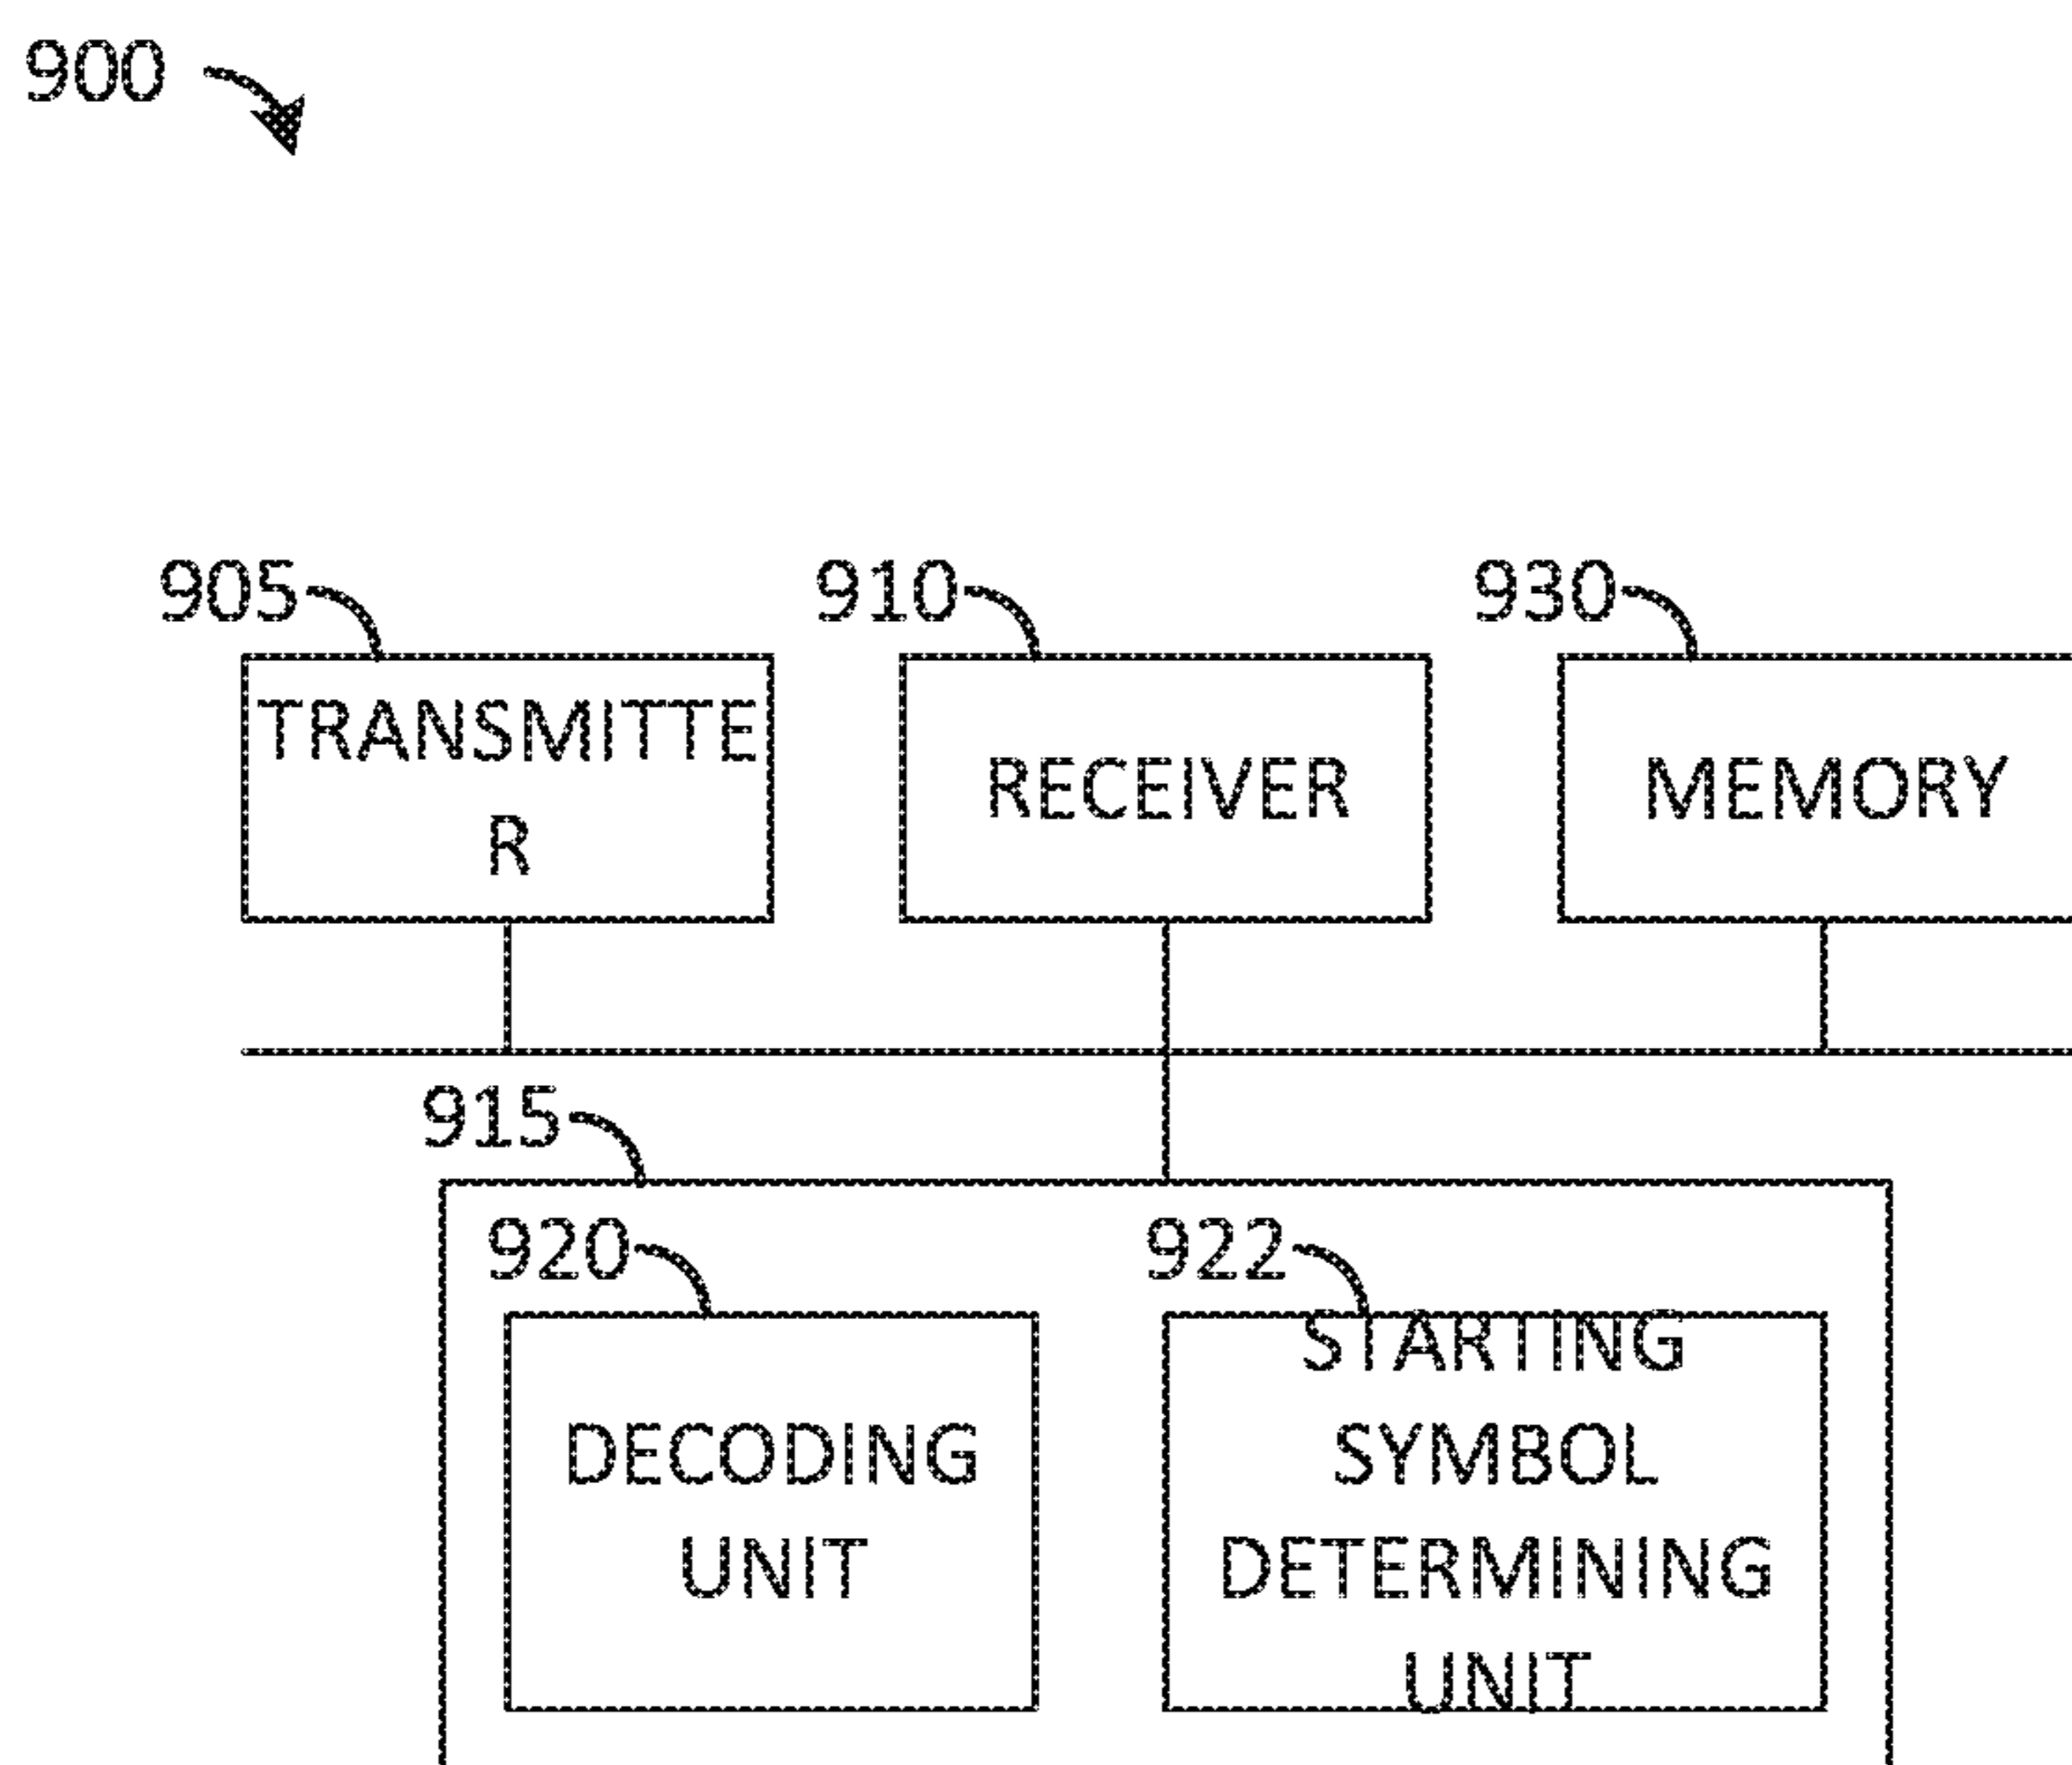 900
905
910
930
TRANSMITTE
R
RECEIVER
MEMORY
915
920
922
DECODING
UNIT
STARTING
SYMBOL
DETERMINING
UNIT